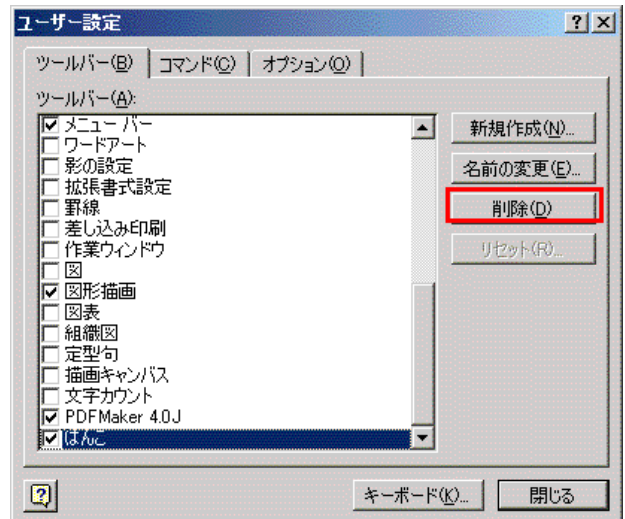 ユーザー設定
ツールバー(B)
コマンド(C)
オプション(O)
ツールバー(A):
メニュー バー
ワードアート
影の設定
拡張書式設定
罫線
差し込み印刷
作業ウィンドウ
図
図形描画
図表
組織図
定型句
描画キャンバス
文字カウント
PDFMaker 4.0J
はんこ
新規作成(N)...
名前の変更(E)...
削除(D)
リセット(R)...
キーボード(K)...
閉じる